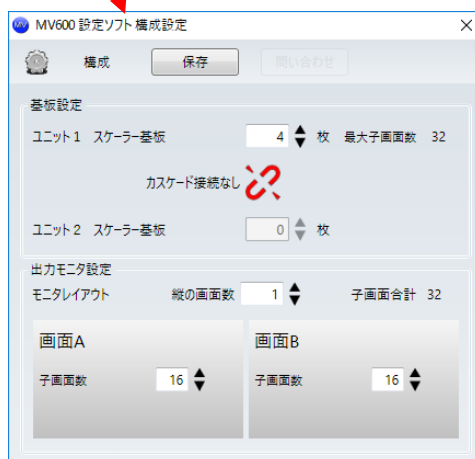 MV MV600 設定ソフト 構成設定
構成 保存 問い合わせ
基板設定
ユニット1 スケーラー基板 4 枚 最大子画面数 32
カスケード接続なし
ユニット2 スケーラー基板 0 枚
出力モニタ設定
モニタレイアウト 縦の画面数 1 子画面合計 32
画面A 画面B
子画面数 16 子画面数 16